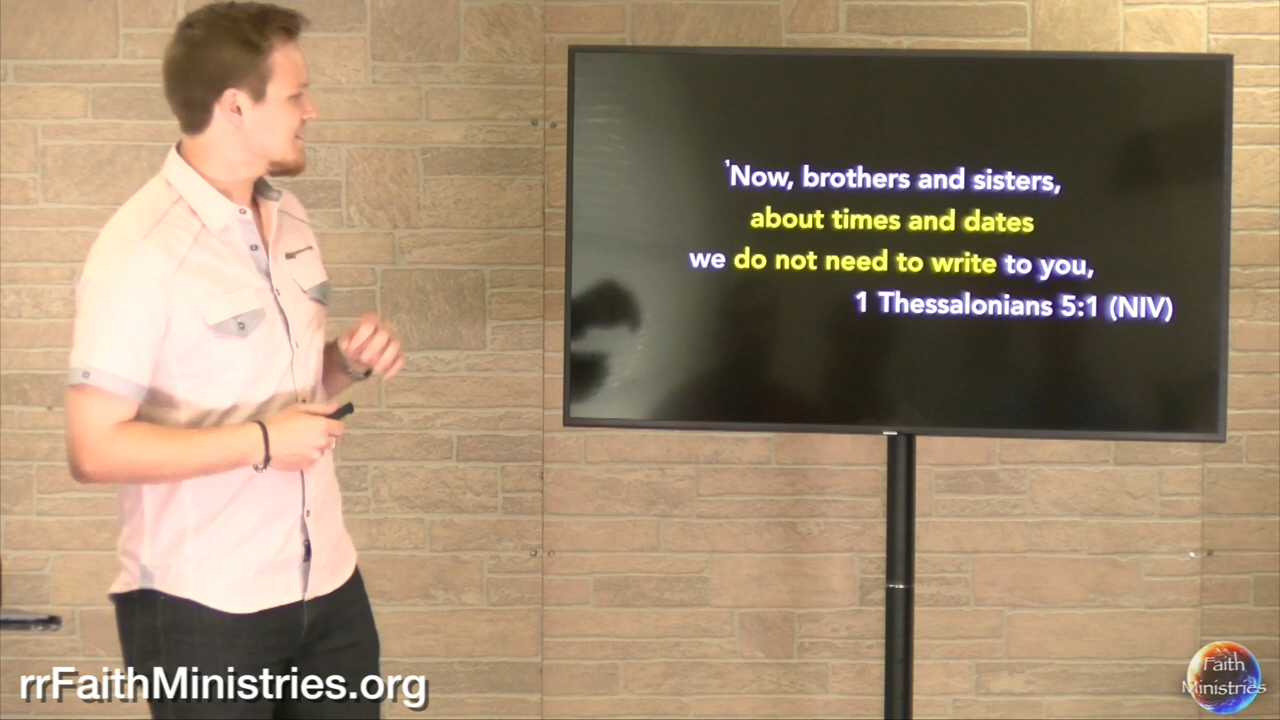 ¹Now, brothers and sisters,
about times and dates
we do not need to write to you,
1 Thessalonians 5:1 (NIV)
rrFaithMinistries.org
Faith
Ministries